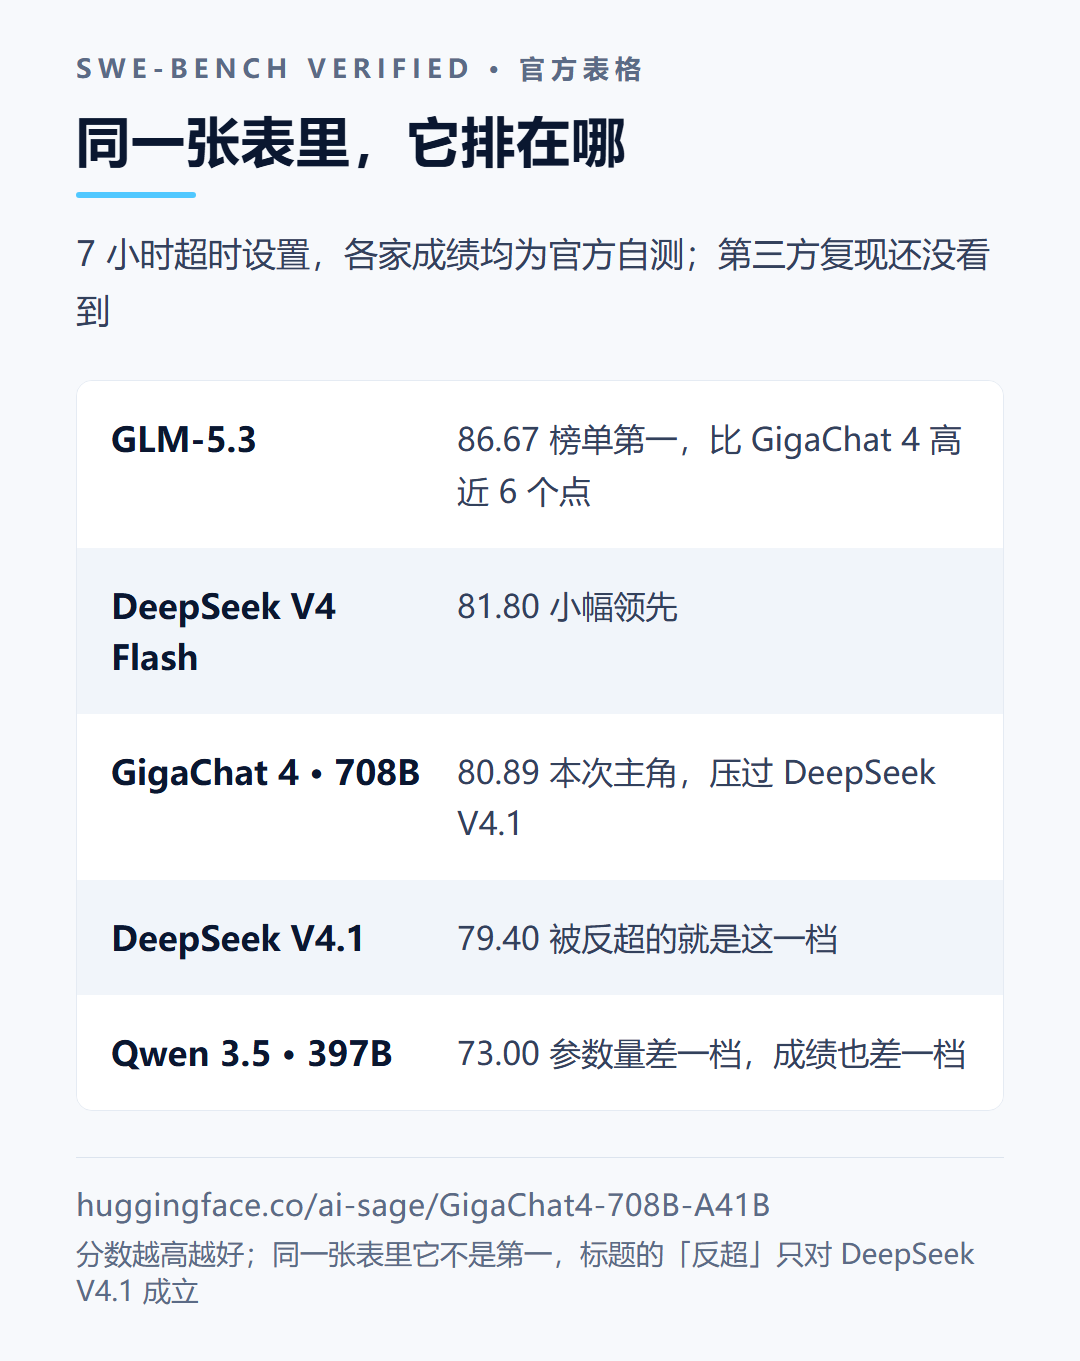 SWE-BENCH VERIFIED • 官方表格
同一张表里，它排在哪
7 小时超时设置，各家成绩均为官方自测；第三方复现还没看
到
GLM-5.3
86.67 榜单第一，比 GigaChat 4 高
近 6 个点
DeepSeek V4
Flash
81.80 小幅领先
GigaChat 4 • 708B
80.89 本次主角，压过 DeepSeek
V4.1
DeepSeek V4.1
79.40 被反超的就是这一档
Qwen 3.5 • 397B
73.00 参数量差一档，成绩也差一档
huggingface.co/ai-sage/GigaChat4-708B-A41B
分数越高越好；同一张表里它不是第一，标题的「反超」只对 DeepSeek
V4.1 成立